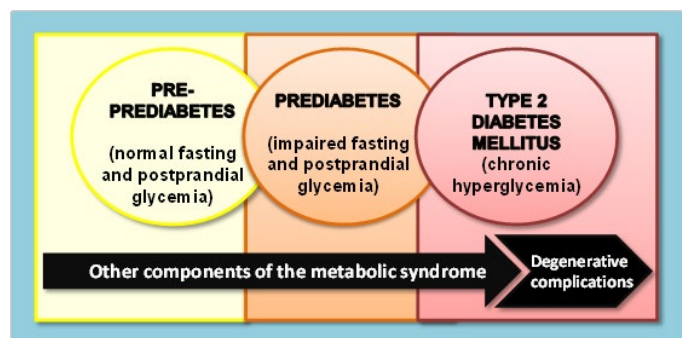 PRE-
PREDIABETES
(normal fasting
and postprandial
glycemia)
PREDIABETES
(impaired fasting
and postprandial
glycemia)
TYPE 2
DIABETES
MELLITUS
(chronic
hyperglycemia)
Other components of the metabolic syndrome
Degenerative
complications